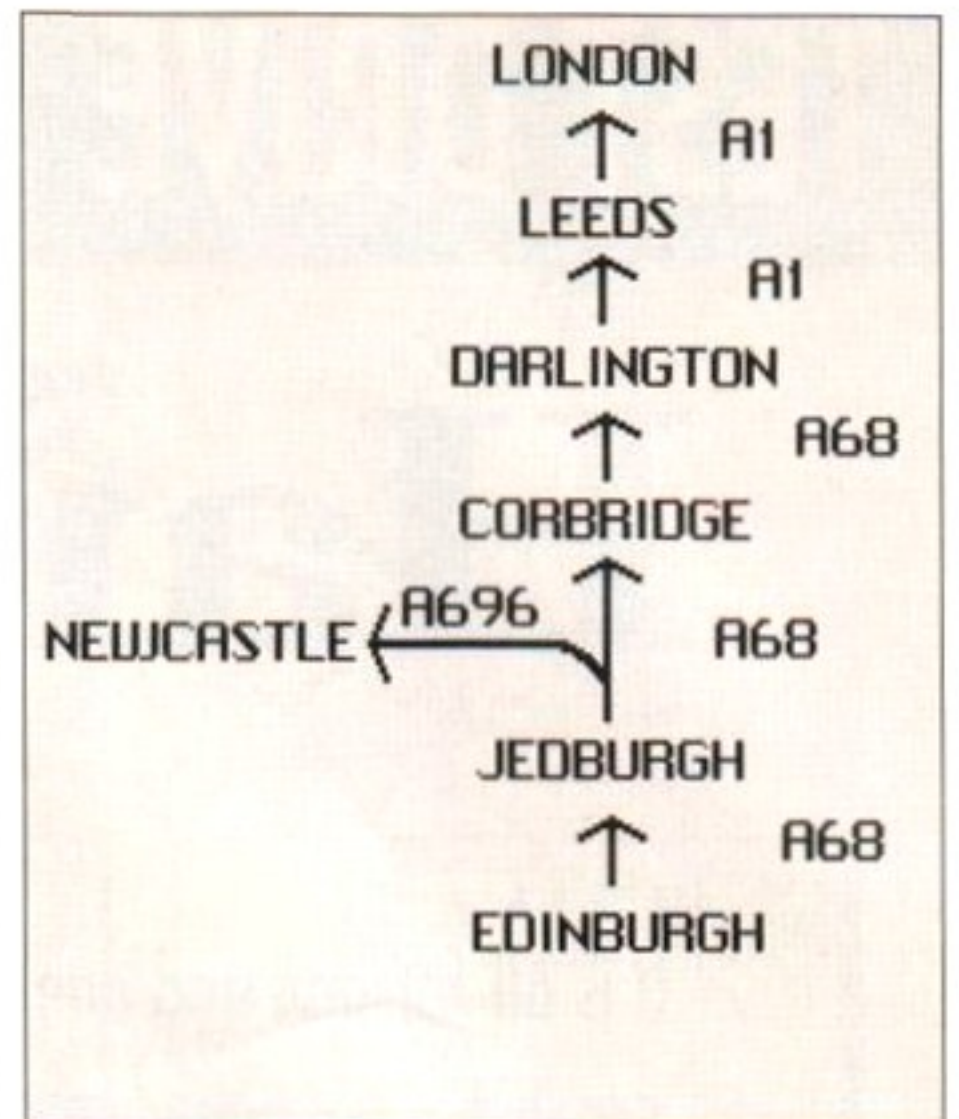 LONDON
A1
LEEDS
A1
DARLINGTON
A68
CORBRIDGE
A696
NEWCASTLE
A68
JEDBURGH
A68
EDINBURGH